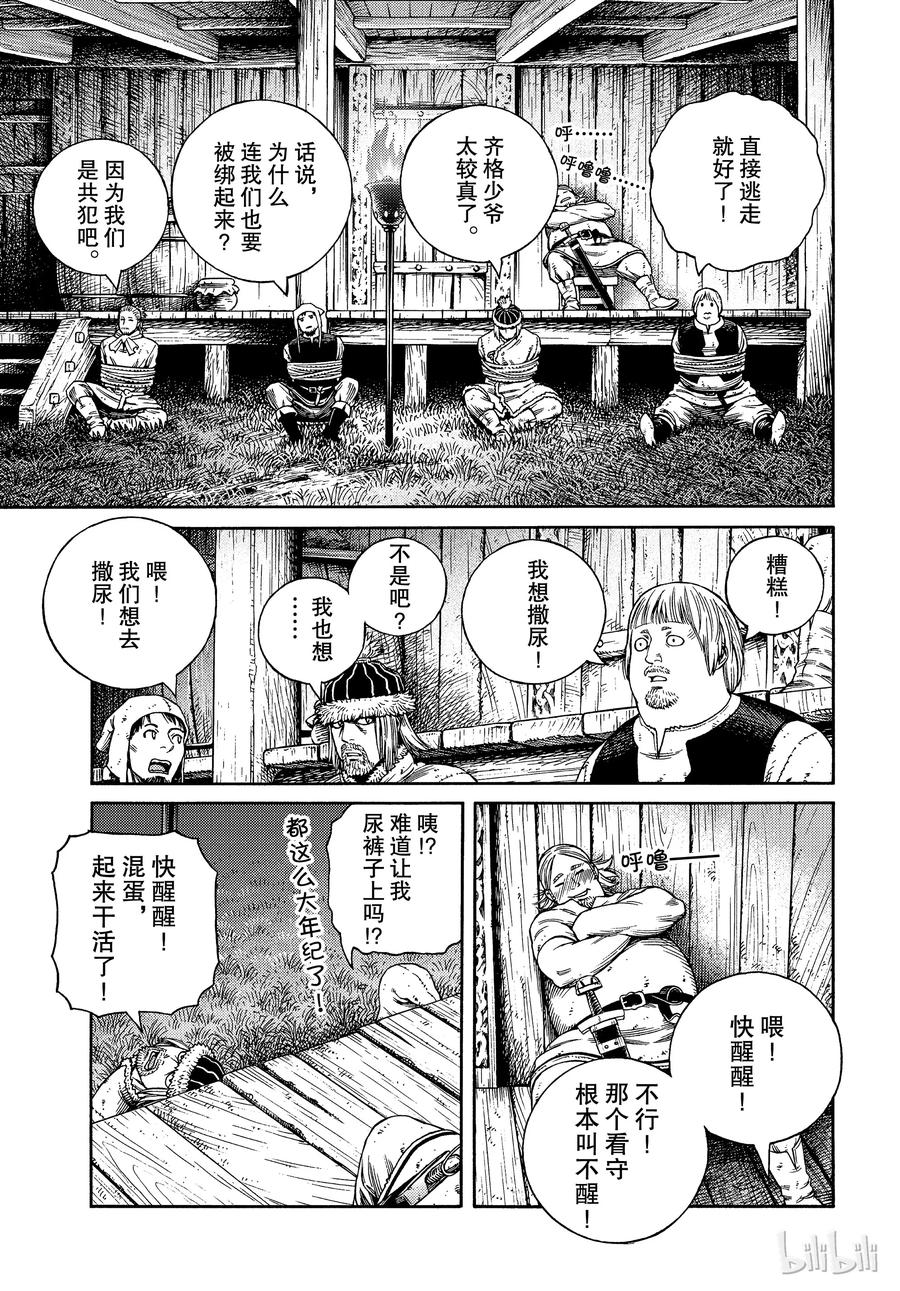 直接逃走
就好了！
呼……
呼噜噜……
齐格少爷
太较真了。
话说，
为什么
连我们也要
被绑起来？
因为我们
是共犯吧。
糟糕！
我想撒尿！
不是吧？
我也想
……
喂！
我们想去
撒尿！
呼噜——
喂！
快醒醒！
不行！
那个看守
根本叫不醒！
咦!?
难道让我
尿裤子上吗!?
都这么大年纪了！
快醒醒！
混蛋，
起来干活了！
bilibili